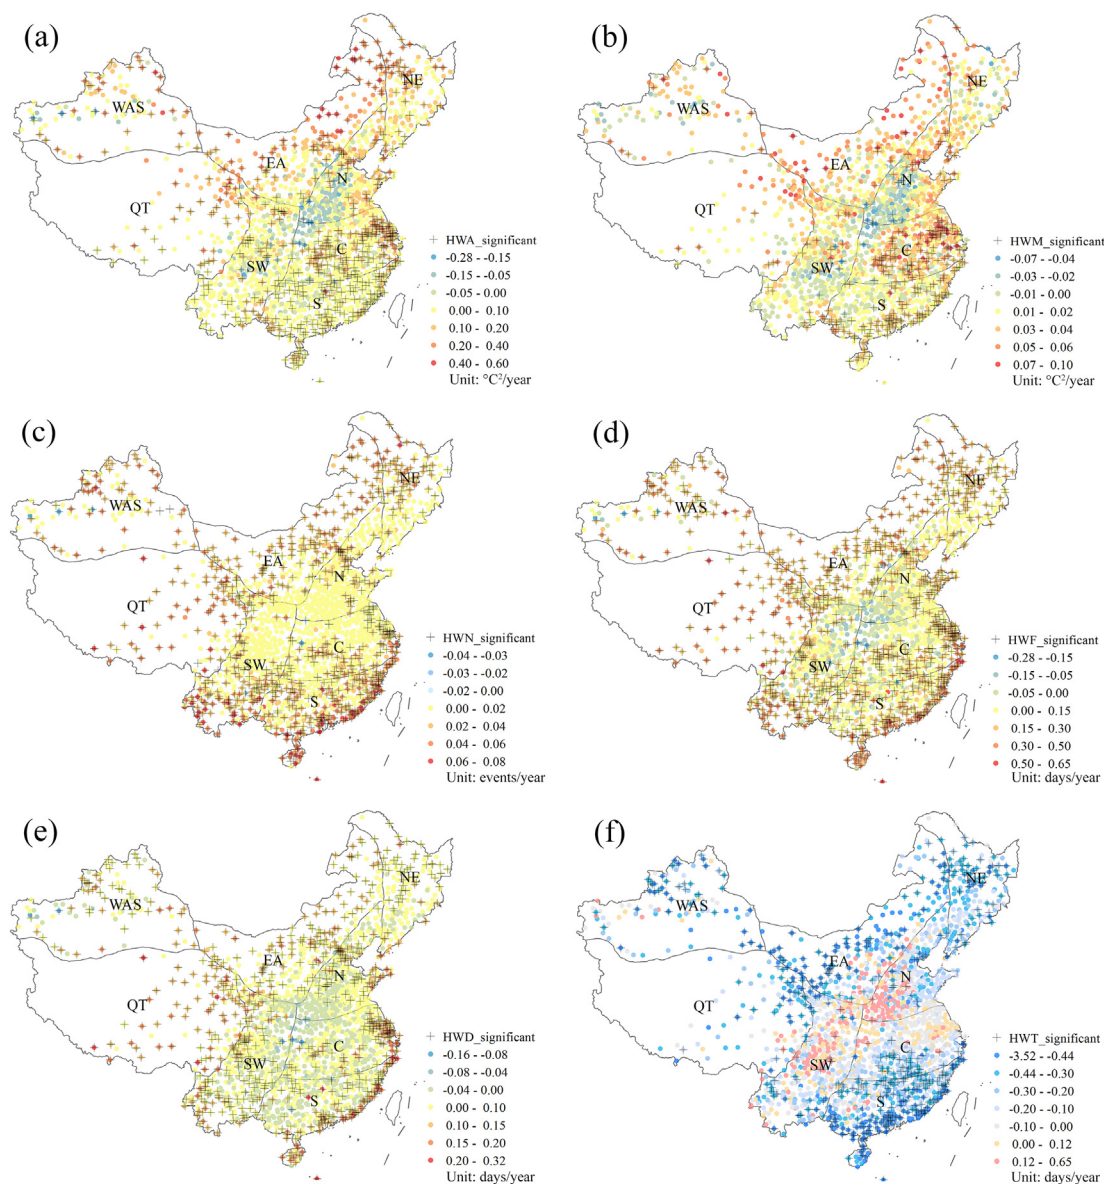 (a)
NE
WAS
EA
N
QT
C
SW
S
HWA_significant
-0.28 - -0.15
-0.15 - -0.05
-0.05 - 0.00
0.00 - 0.10
0.10 - 0.20
0.20 - 0.40
0.40 - 0.60
Unit: °C²/year
(b)
NE
WAS
EA
N
QT
C
SW
S
HWM_significant
-0.07 - -0.04
-0.03 - -0.02
-0.01 - 0.00
0.01 - 0.02
0.03 - 0.04
0.05 - 0.06
0.07 - 0.10
Unit: °C²/year
(c)
NE
WAS
EA
N
QT
C
SW
S
HWN_significant
-0.04 - -0.03
-0.03 - -0.02
-0.02 - 0.00
0.00 - 0.02
0.02 - 0.04
0.04 - 0.06
0.06 - 0.08
Unit: events/year
(d)
NE
WAS
EA
N
QT
C
SW
S
HWF_significant
-0.28 - -0.15
-0.15 - -0.05
-0.05 - 0.00
0.00 - 0.15
0.15 - 0.30
0.30 - 0.50
0.50 - 0.65
Unit: days/year
(e)
NE
WAS
EA
N
QT
C
SW
S
HWD_significant
-0.16 - -0.08
-0.08 - -0.04
-0.04 - 0.00
0.00 - 0.10
0.10 - 0.15
0.15 - 0.20
0.20 - 0.32
Unit: days/year
(f)
NE
WAS
EA
N
QT
C
SW
S
HWT_significant
-3.52 - -0.44
-0.44 - -0.30
-0.30 - -0.20
-0.20 - -0.10
-0.10 - 0.00
0.00 - 0.12
0.12 - 0.65
Unit: days/year